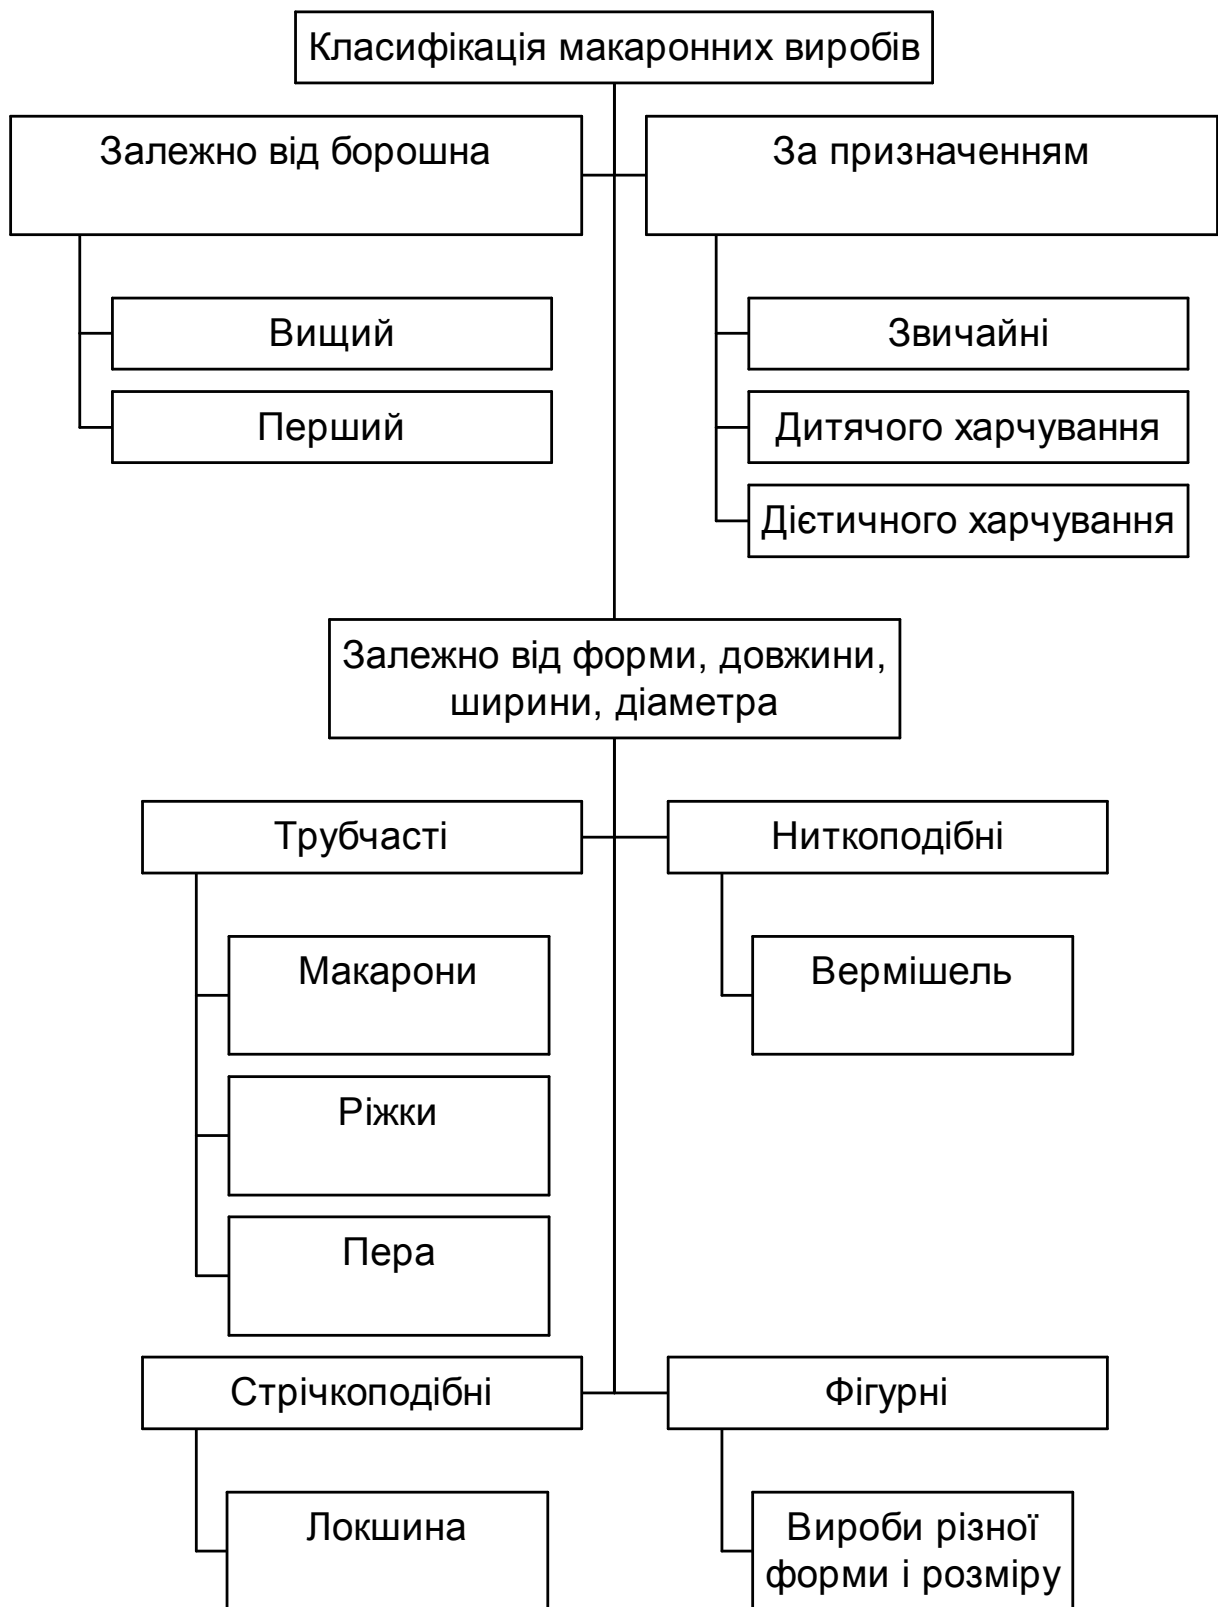 Класифікація макаронних виробів
Залежно від борошна
За призначенням
Вищий
Перший
Звичайні
Дитячого харчування
Дієтичного харчування
Залежно від форми, довжини,
ширини, діаметра
Трубчасті
Ниткоподібні
Макарони
Ріжки
Пера
Вермішель
Стрічкоподібні
Фігурні
Локшина
Вироби різної
форми і розміру